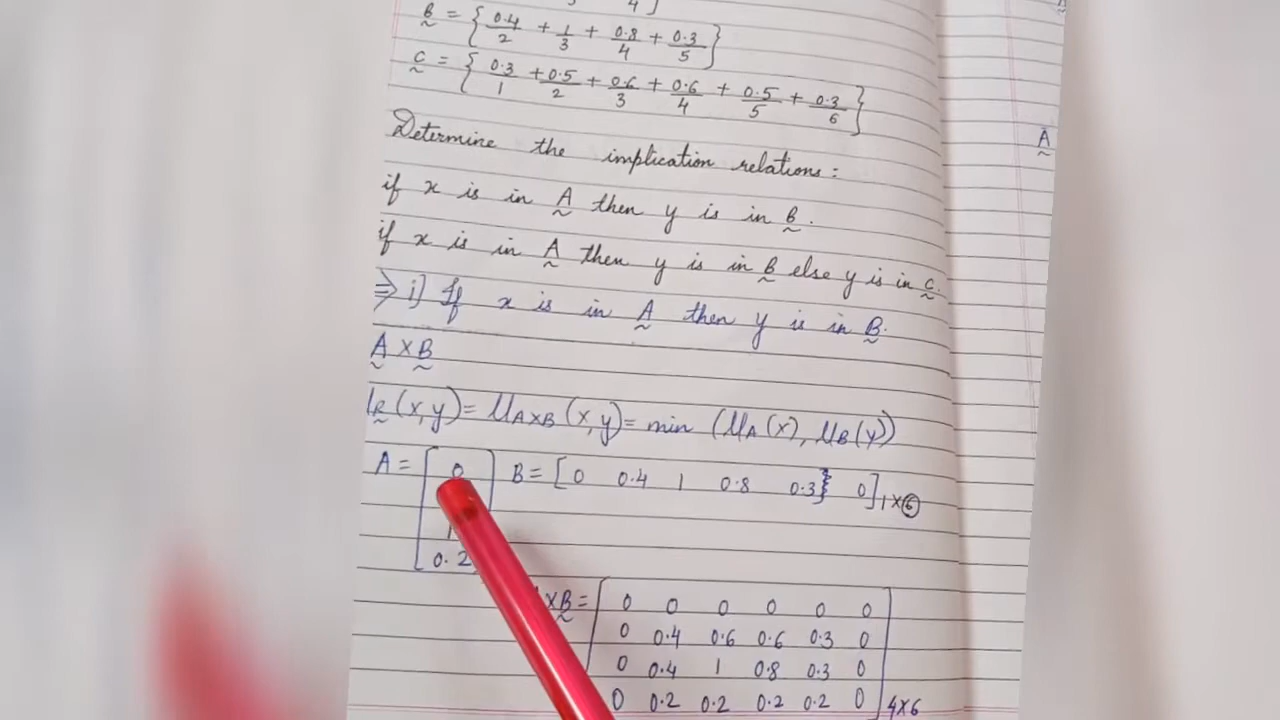 B = { 0.4/2 + 1/3 + 0.8/4 + 0.3/5 }
C = { 0.3/1 + 0.5/2 + 0.6/3 + 0.6/4 + 0.5/5 + 0.3/6 }
Determine the implication relations :
if x is in A then y is in B.
if x is in A then y is in B else y is in C.
⇒ i] If x is in A then y is in B.
A × B
μR(x,y) = μA×B (x,y) = min (μA(x), μB(y))
A = [ 0 1 0.2 B = [ 0 0.4 1 0.8 0.3 0 ] 1×6
×B = [ 0 0 0 0 0 0
0 0.4 0.6 0.6 0.3 0
0 0.4 1 0.8 0.3 0
0 0.2 0.2 0.2 0.2 0 ] 4×6
A